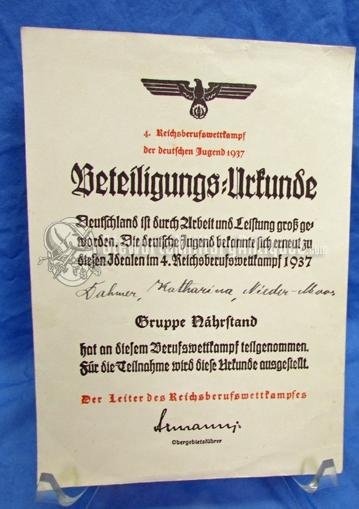 4. Reichsberufswettkampf
der deutschen Jugend 1937
Beteiligungs-Urkunde
Deutschland ist durch Arbeit und Leistung groß ge-
worden. Die deutsche Jugend bekannte sich erneut zu
diesen Idealen im 4. Reichsberufswettkampf 1937
Dahmer, Katharina, Nieder-Moos
Gruppe Nährstand
hat an diesem Berufswettkampf teilgenommen.
Für die Teilnahme wird diese Urkunde ausgestellt.
Der Leiter des Reichsberufswettkampfes
Obergebietsführer